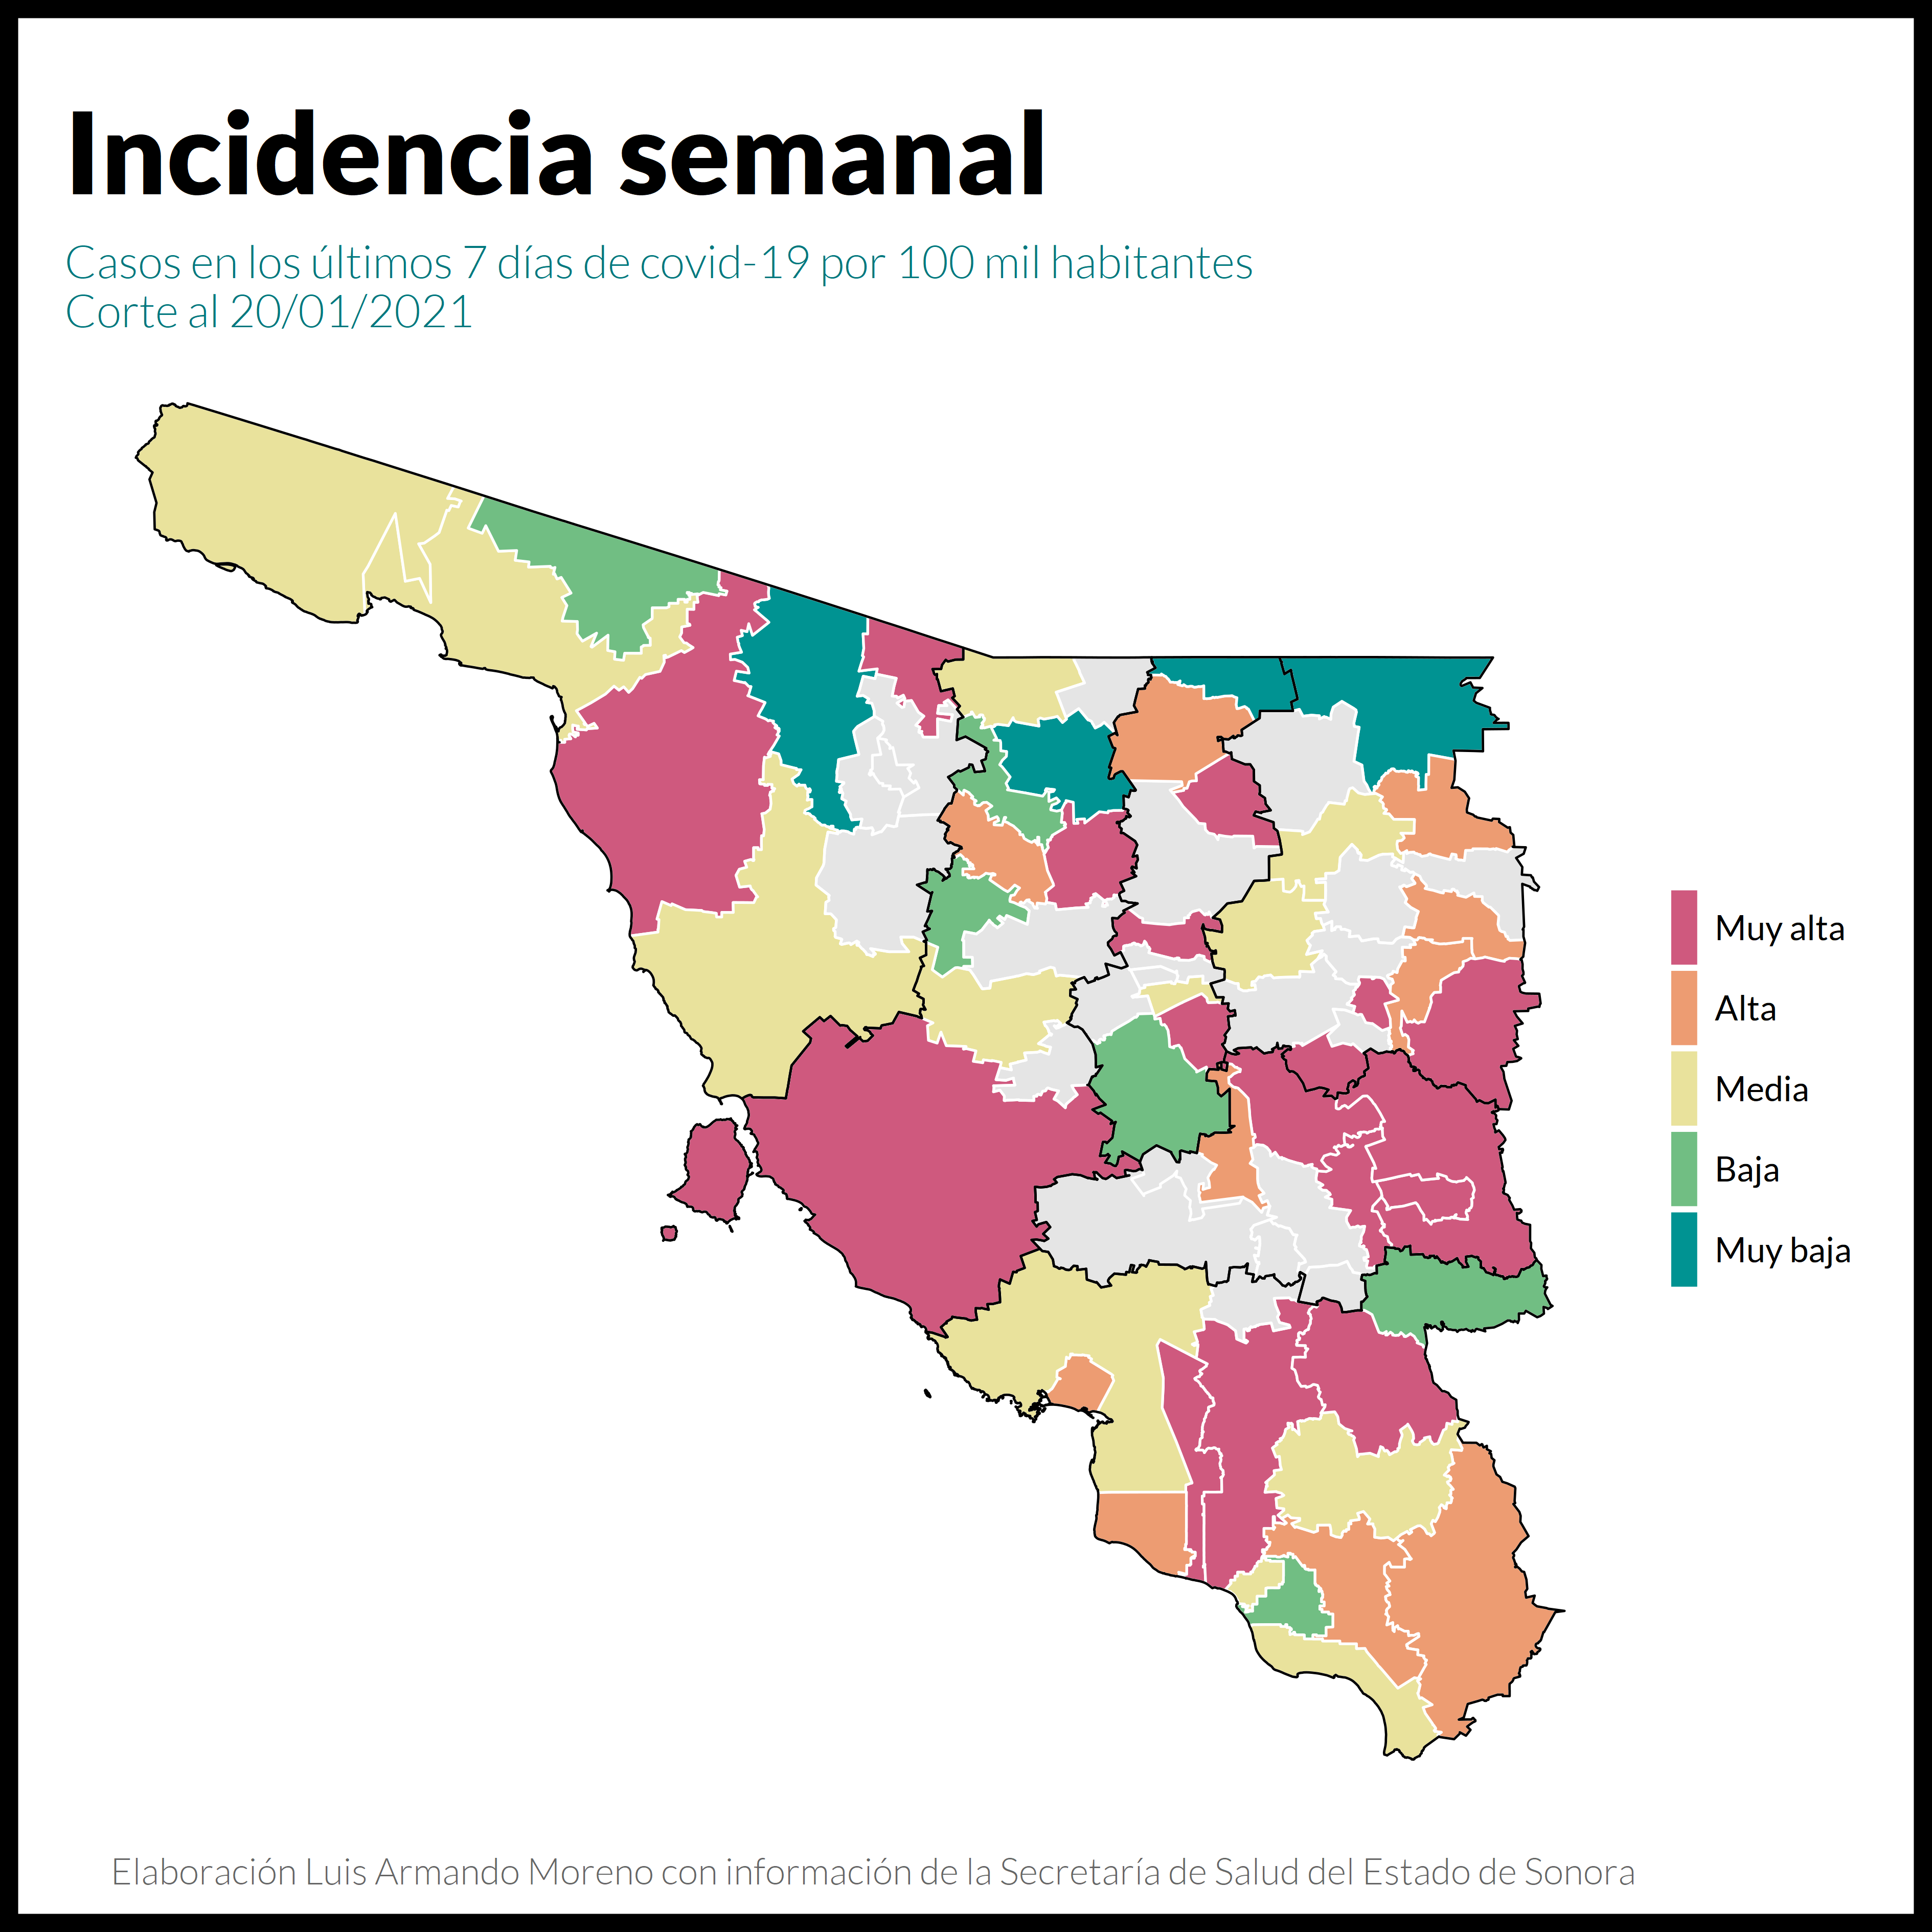 Incidencia semanal
Casos en los últimos 7 días de covid-19 por 100 mil habitantes
Corte al 20/01/2021
Muy alta
Alta
Media
Baja
Muy baja
Elaboración Luis Armando Moreno con información de la Secretaría de Salud del Estado de Sonora